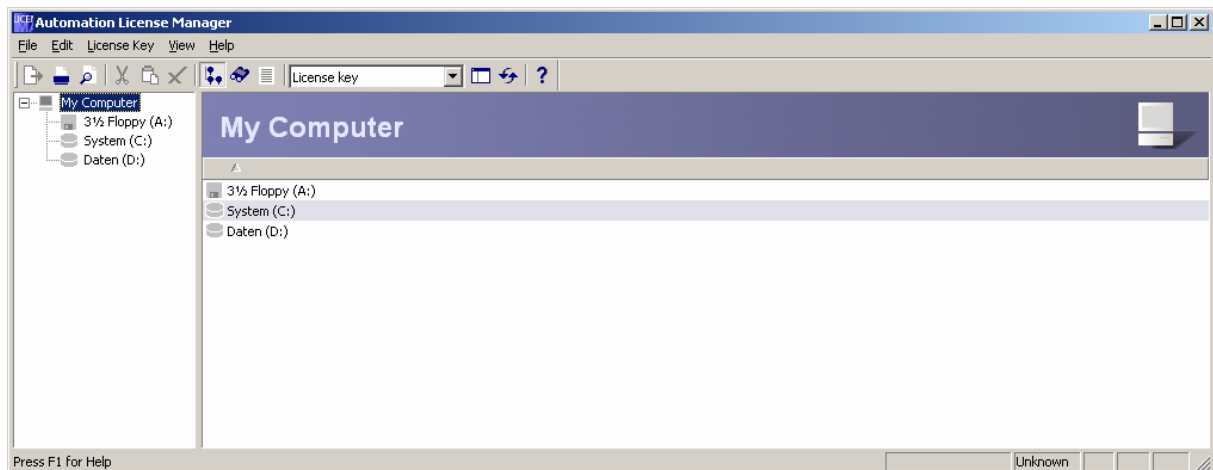 Automation License Manager
File Edit License Key View Help
License key ?
My Computer
3½ Floppy (A:)
System (C:)
Daten (D:)
My Computer
3½ Floppy (A:)
System (C:)
Daten (D:)
Press F1 for Help Unknown